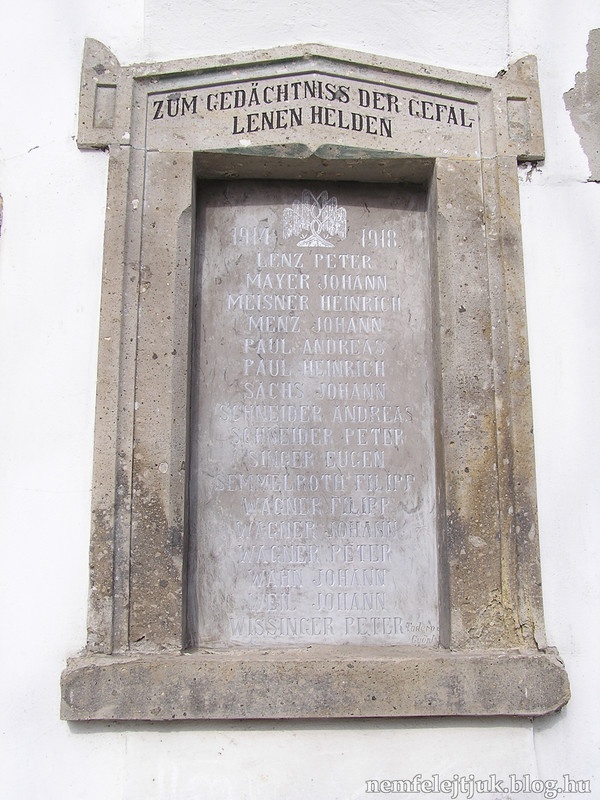 ZUM GEDÄCHTNISS DER GEFAL-
LENEN HELDEN
1914 1918
LENZ PETER
MAYER JOHANN
MEISNER HEINRICH
MENZ JOHANN
PAUL ANDREAS
PAUL HEINRICH
SACHS JOHANN
SCHNEIDER ANDREAS
SCHNEIDER PETER
SINGER EUGEN
SEMMELROTH FILIPP
WAGNER FILIPP
WAGNER JOHANN
WAGNER PETER
WAHL JOHANN
WEIL JOHANN
WISSINGER PETER
nemfelejtjuk.blog.hu